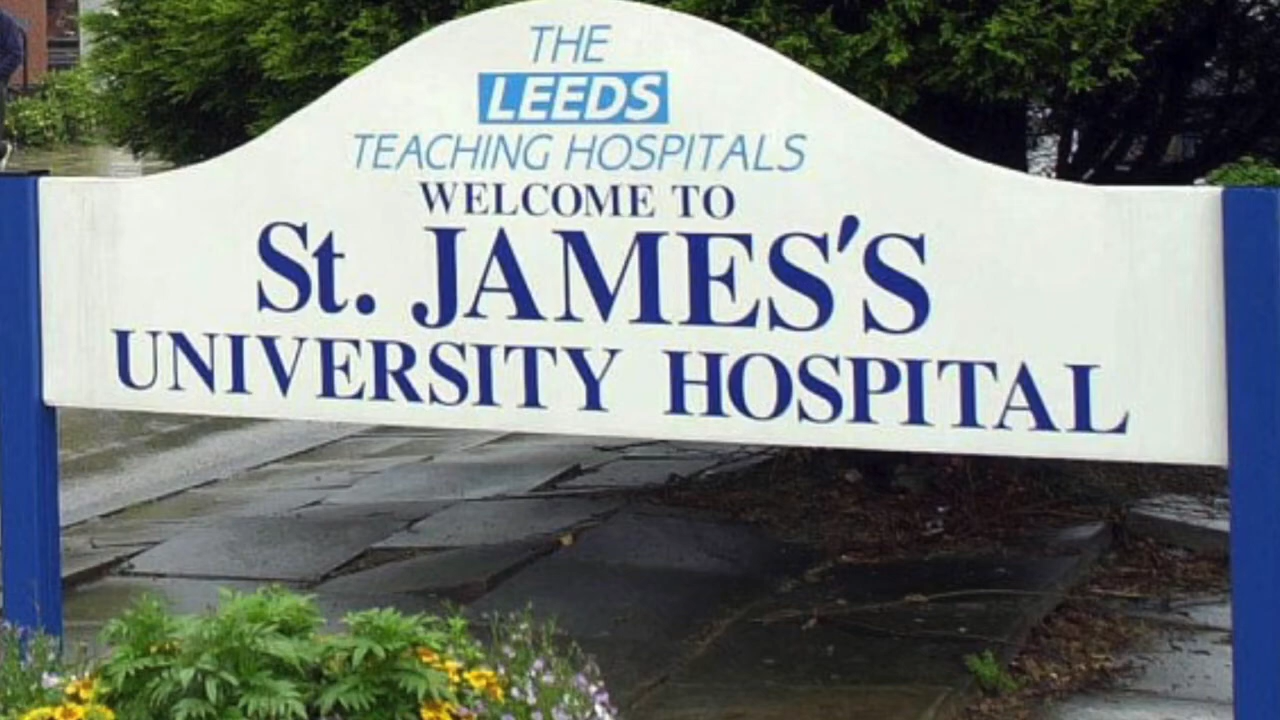 THE
LEEDS
TEACHING HOSPITALS
WELCOME TO
St. JAMES'S
UNIVERSITY HOSPITAL